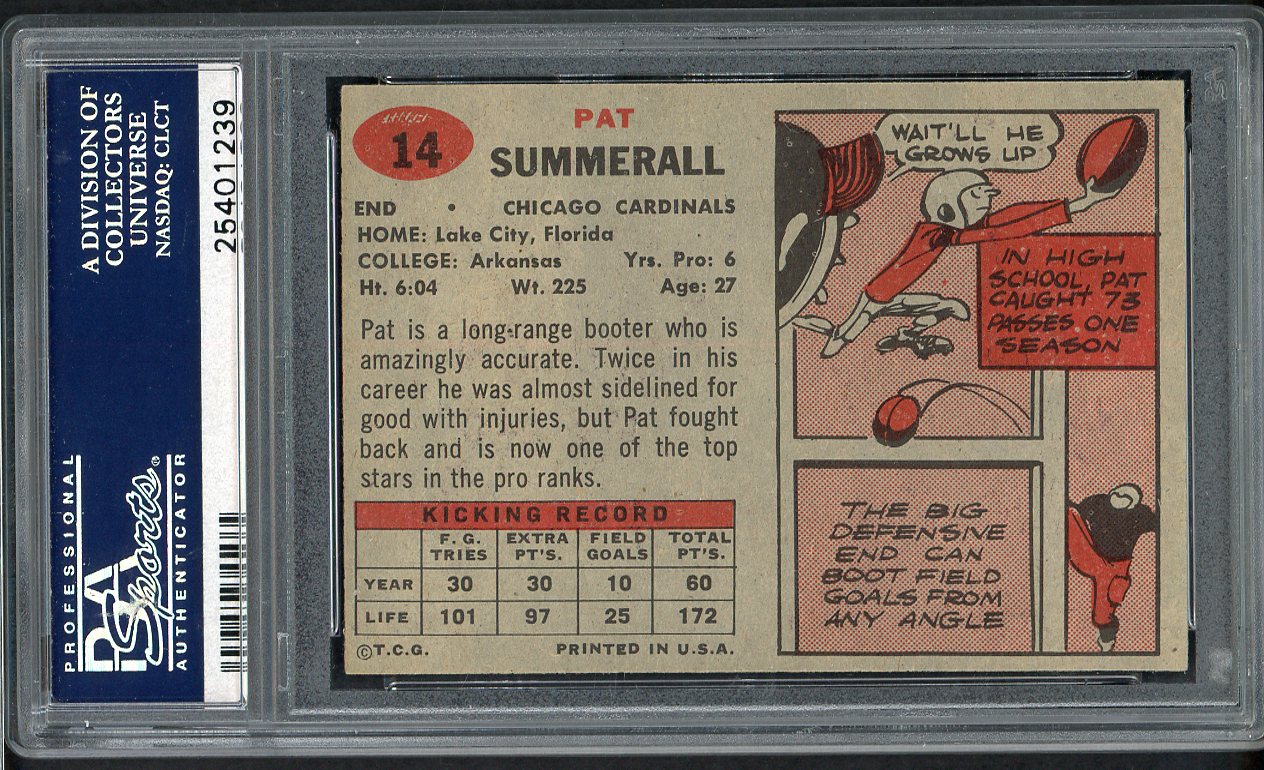 A DIVISION OF
COLLECTORS
UNIVERSE
NASDAQ: CLCT
25401239
PROFESSIONAL
PSA
Sports®
AUTHENTICATOR
14
PAT
SUMMERALL
END • CHICAGO CARDINALS
HOME: Lake City, Florida
COLLEGE: Arkansas Yrs. Pro: 6
Ht. 6:04 Wt. 225 Age: 27
Pat is a long-range booter who is
amazingly accurate. Twice in his
career he was almost sidelined for
good with injuries, but Pat fought
back and is now one of the top
stars in the pro ranks.
KICKING RECORD
F. G. TRIES EXTRA PT'S. FIELD GOALS TOTAL PT'S.
YEAR 30 30 10 60
LIFE 101 97 25 172
©T.C.G. PRINTED IN U.S.A.
WAIT'LL HE
GROWS UP
IN HIGH
SCHOOL, PAT
CAUGHT 73
PASSES ONE
SEASON
THE BIG
DEFENSIVE
END CAN
BOOT FIELD
GOALS FROM
ANY ANGLE